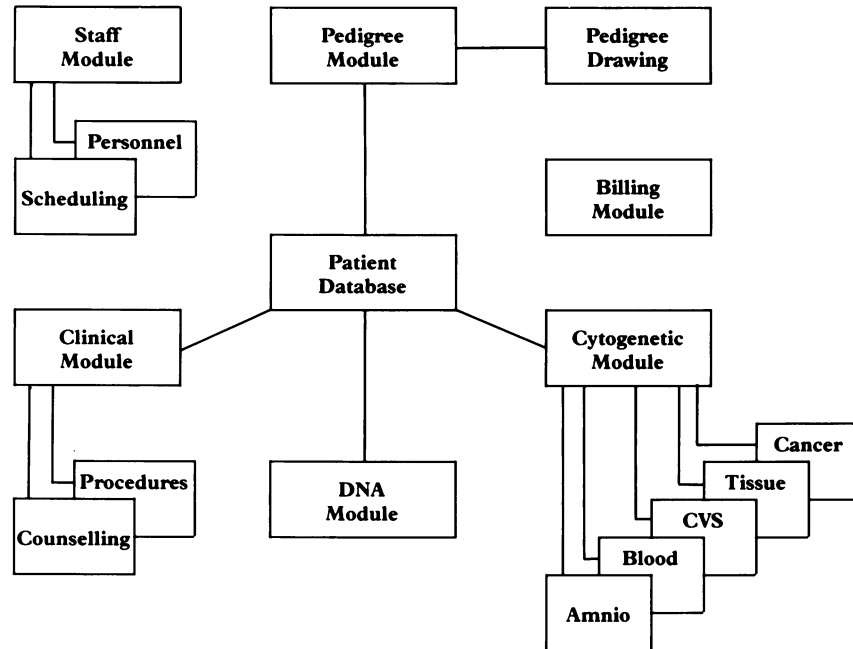 Staff
Module
Pedigree
Module
Pedigree
Drawing
Personnel
Scheduling
Billing
Module
Patient
Database
Clinical
Module
Cytogenetic
Module
Procedures
Counselling
DNA
Module
Cancer
Tissue
CVS
Blood
Amnio